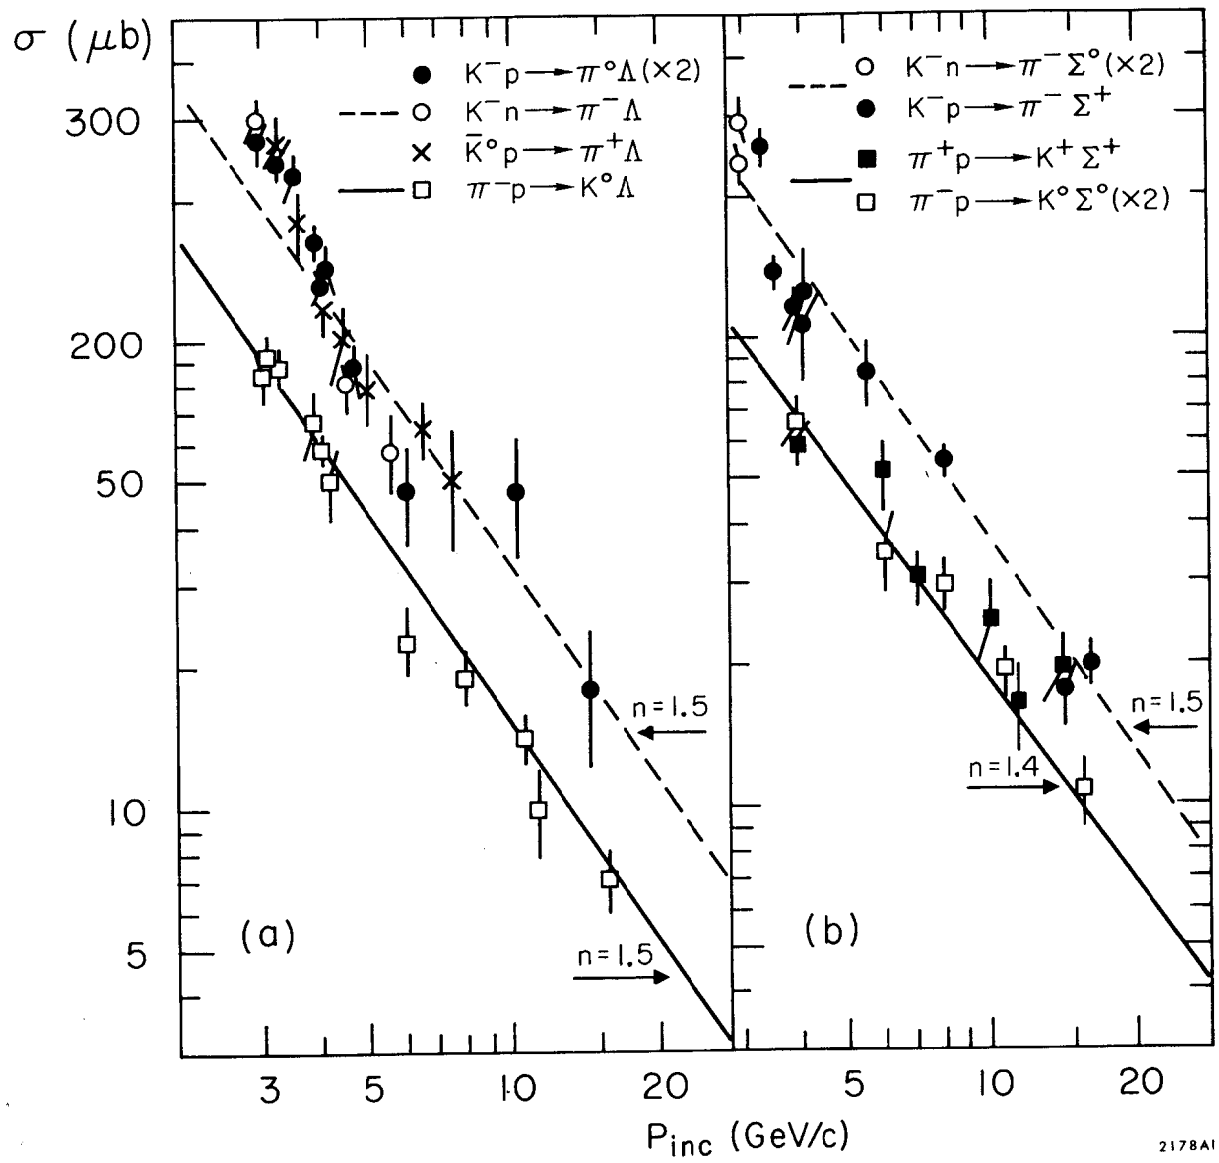 σ (μb)
300
200
50
10
5
● K⁻p → π°Λ(×2)
○ K⁻n → π⁻Λ
× K̄°p → π⁺Λ
□ π⁻p → K°Λ
n=1.5
n=1.5
(a)
○ K⁻n → π⁻Σ°(×2)
● K⁻p → π⁻Σ⁺
■ π⁺p → K⁺Σ⁺
□ π⁻p → K°Σ°(×2)
n=1.5
n=1.4
(b)
3 5 10 20 5 10 20
Pinc (GeV/c)
2178A1